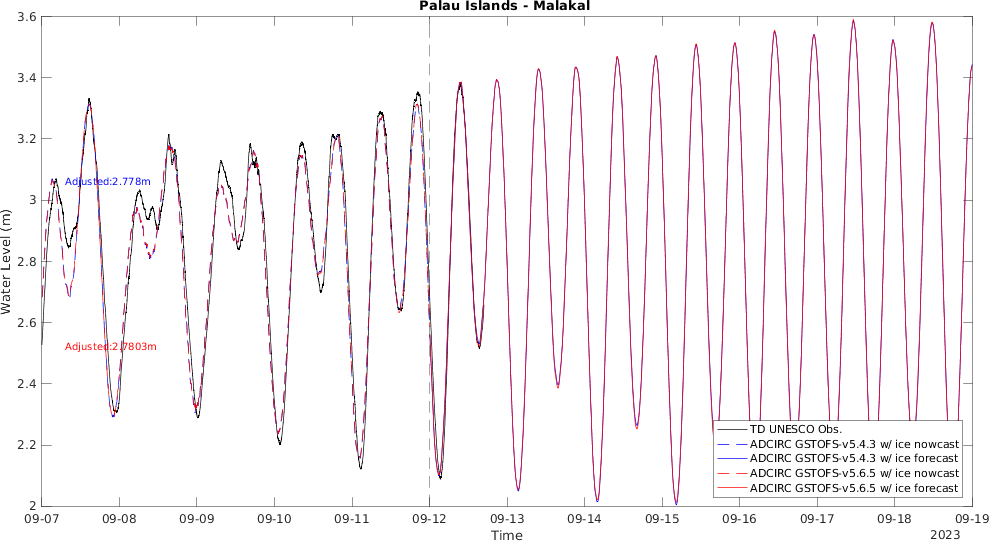 Palau Islands - Malakal
3.6
3.4
3.2
3
2.8
2.6
2.4
2.2
2
Water Level (m)
Adjusted:2.778m
Adjusted:2.7803m
TD UNESCO Obs.
ADCIRC GSTOFS-v5.4.3 w/ ice nowcast
ADCIRC GSTOFS-v5.4.3 w/ ice forecast
ADCIRC GSTOFS-v5.6.5 w/ ice nowcast
ADCIRC GSTOFS-v5.6.5 w/ ice forecast
09-07 09-08 09-09 09-10 09-11 09-12 09-13 09-14 09-15 09-16 09-17 09-18 09-19
Time
2023